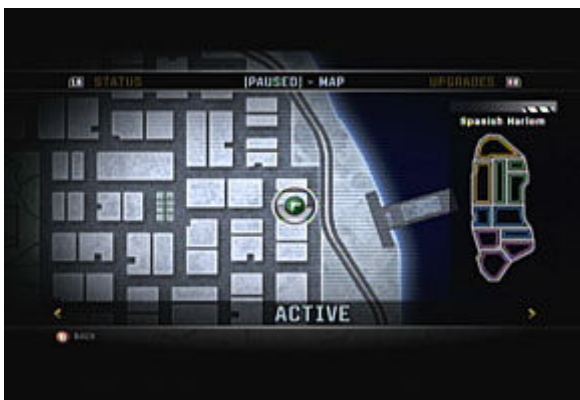 LB STATUS [PAUSED] - MAP UPGRADES RB
Spanish Harlem
ACTIVE
B BACK